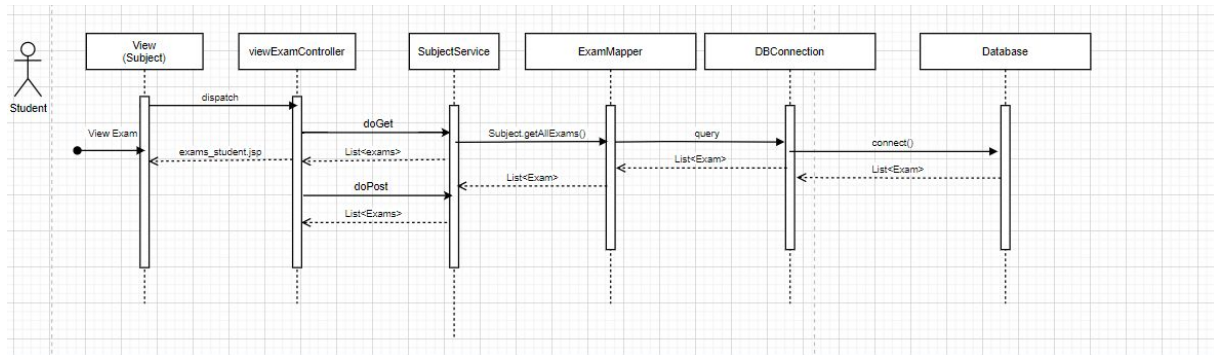 View
(Subject)
viewExamController
SubjectService
ExamMapper
DBConnection
Database
Student
dispatch
View Exam
doGet
Subject.getAllExams()
query
connect()
exams_student.jsp
List<exams>
List<Exam>
List<Exam>
List<Exam>
doPost
List<Exams>